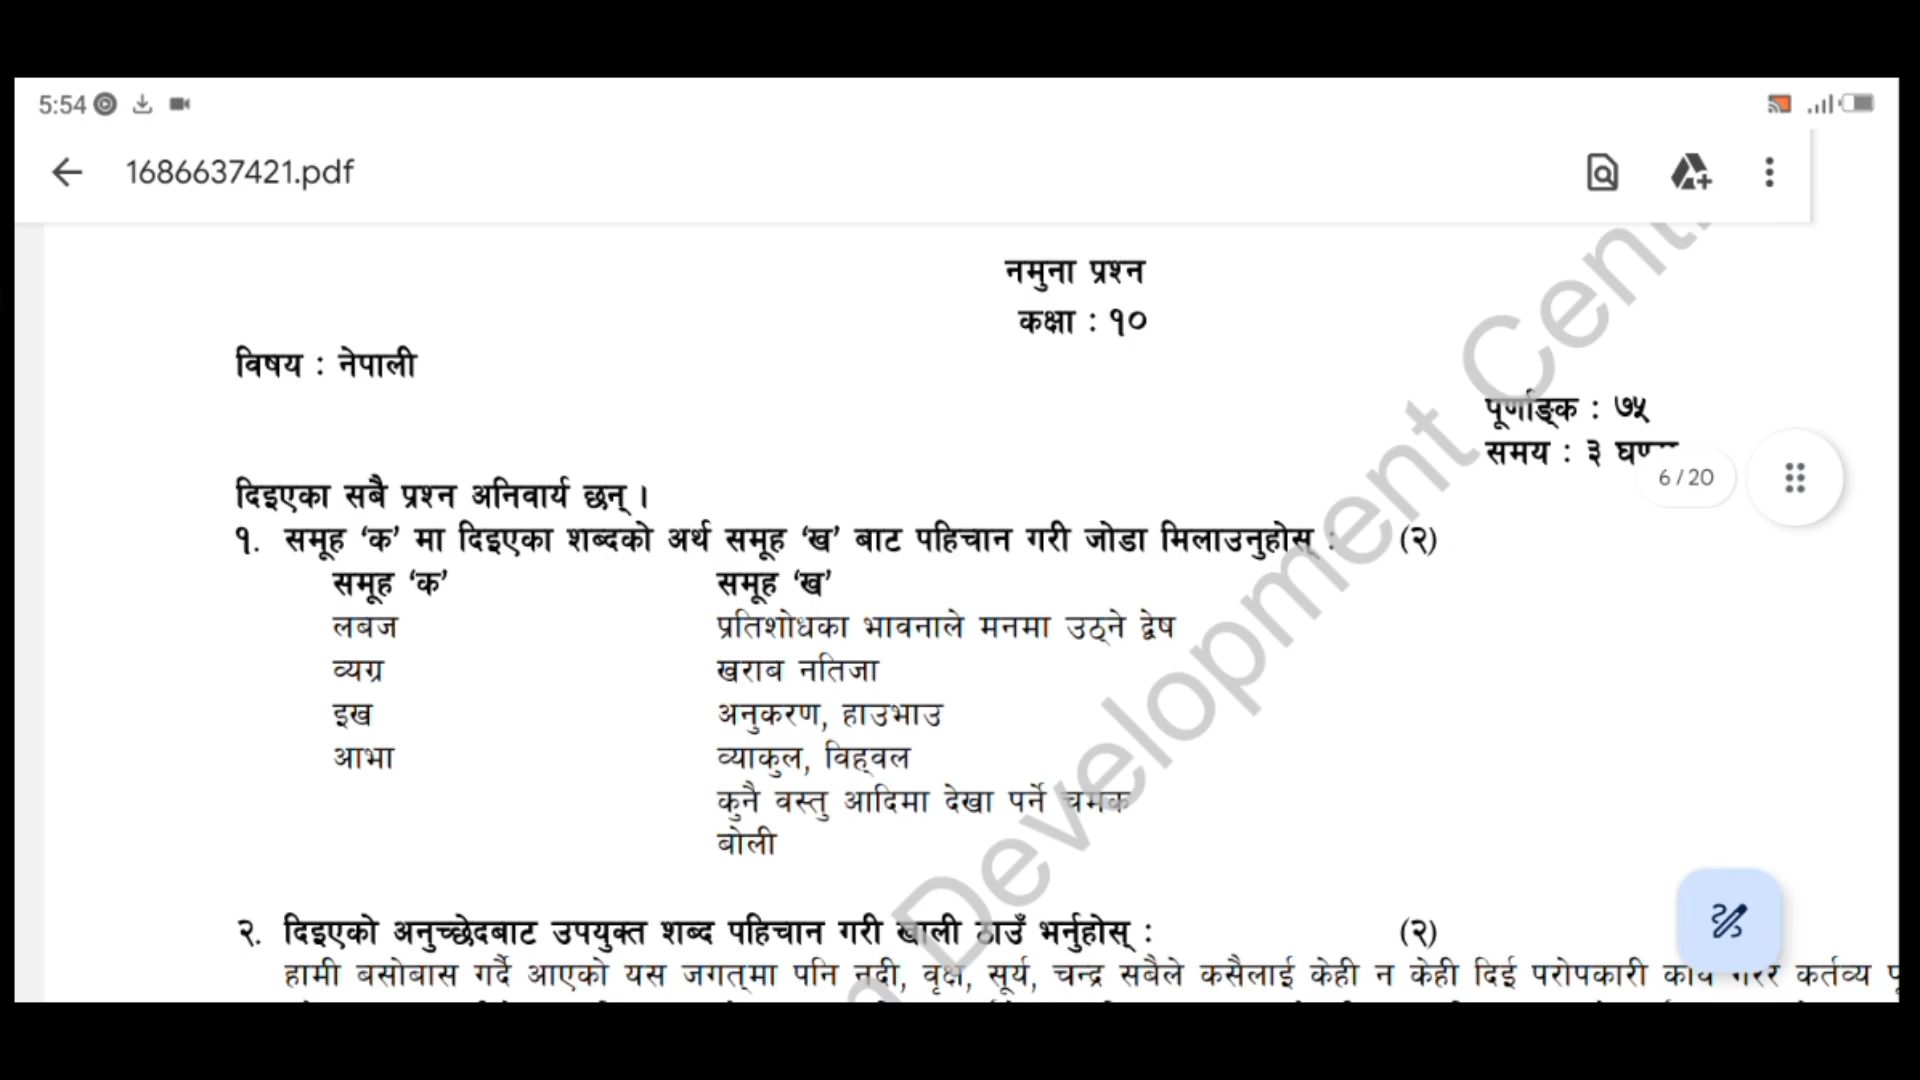 5:54
1686637421.pdf
नमुना प्रश्न
कक्षा : १०
विषय : नेपाली
पूर्णाङ्क : ७५
समय : ३
6 / 20
दिइएका सबै प्रश्न अनिवार्य छन् ।
१. समूह ‘क’ मा दिइएका शब्दको अर्थ समूह ‘ख’ बाट पहिचान गरी जोडा मिलाउनुहोस् : (२)
समूह ‘क’ समूह ‘ख’
लबज प्रतिशोधका भावनाले मनमा उठ्ने द्वेष
व्यग्र खराब नतिजा
इख अनुकरण, हाउभाउ
आभा व्याकुल, विह्वल
कुनै वस्तु आदिमा देखा पर्ने चमक
बोली
२. दिइएको अनुच्छेदबाट उपयुक्त शब्द पहिचान गरी खाली ठाउँ भर्नुहोस् : (२)
हामी बसोबास गर्दै आएको यस जगत्मा पनि नदी, वृक्ष, सूर्य, चन्द्र सबैले कसैलाई केही न केही दिई परोपकारी कर्तव्य
Development